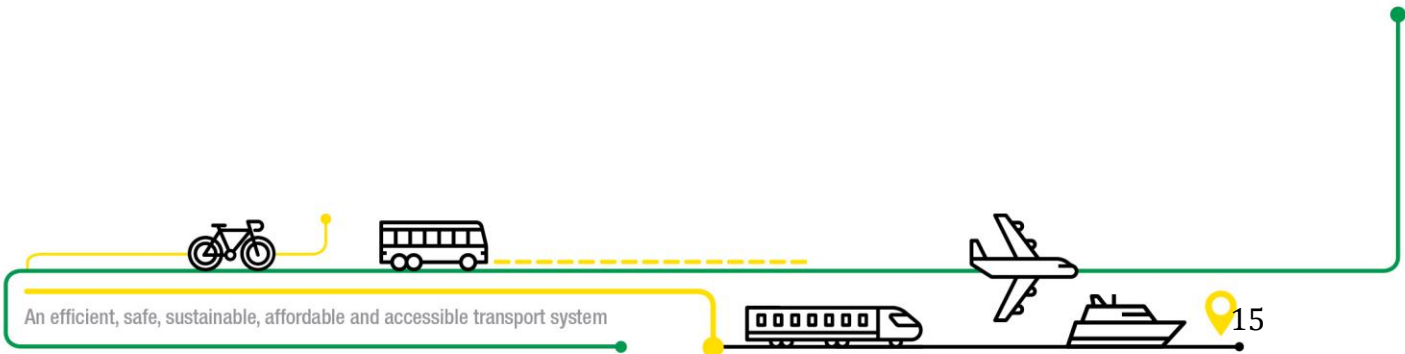 An efficient, safe, sustainable, affordable and accessible transport system
15